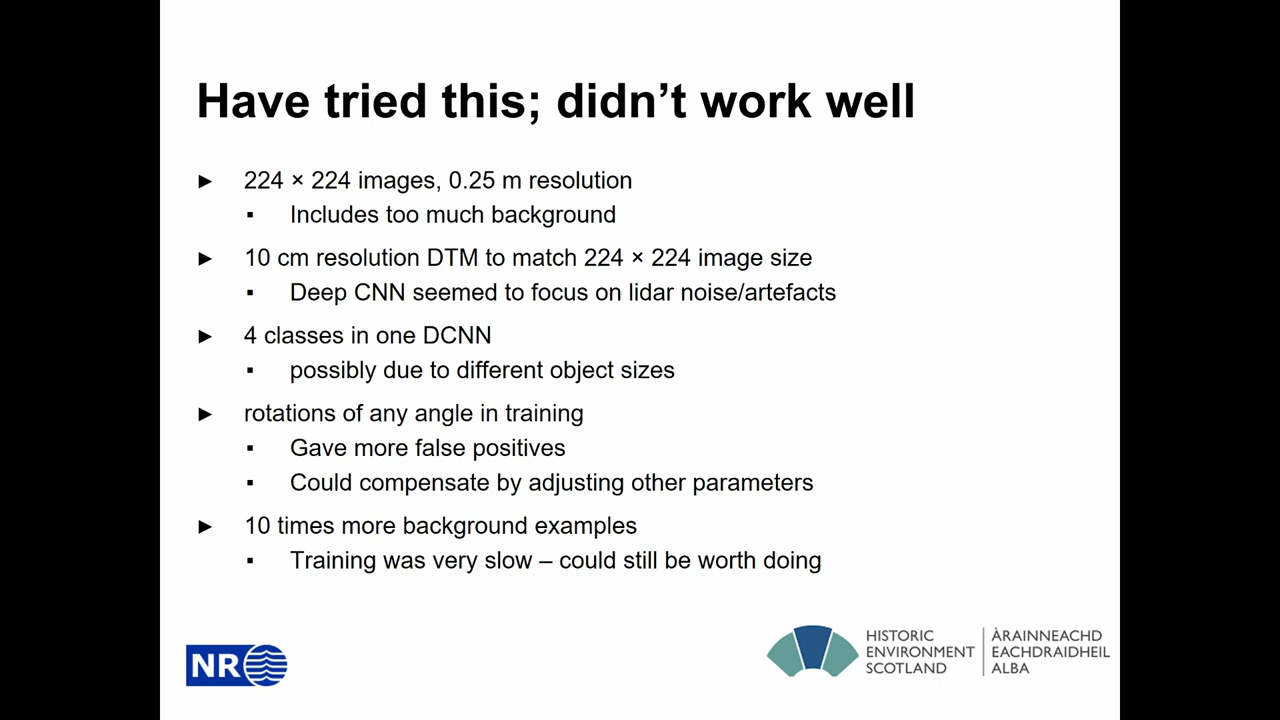 Have tried this; didn’t work well
► 224 × 224 images, 0.25 m resolution
▪ Includes too much background
► 10 cm resolution DTM to match 224 × 224 image size
▪ Deep CNN seemed to focus on lidar noise/artefacts
► 4 classes in one DCNN
▪ possibly due to different object sizes
► rotations of any angle in training
▪ Gave more false positives
▪ Could compensate by adjusting other parameters
► 10 times more background examples
▪ Training was very slow – could still be worth doing
NR
HISTORIC
ENVIRONMENT
SCOTLAND
ÀRAINNEACHD
EACHDRAIDHEIL
ALBA